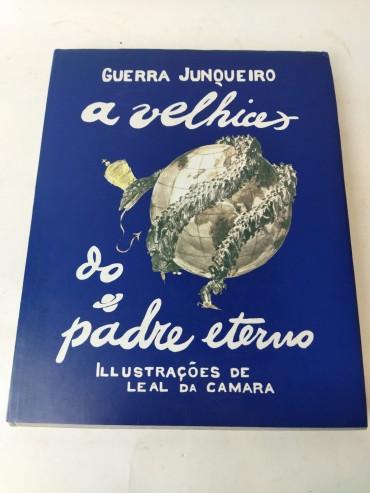 GUERRA JUNQUEIRO
a velhice
do
padre eterno
ILLUSTRAÇÕES DE
LEAL DA CAMARA